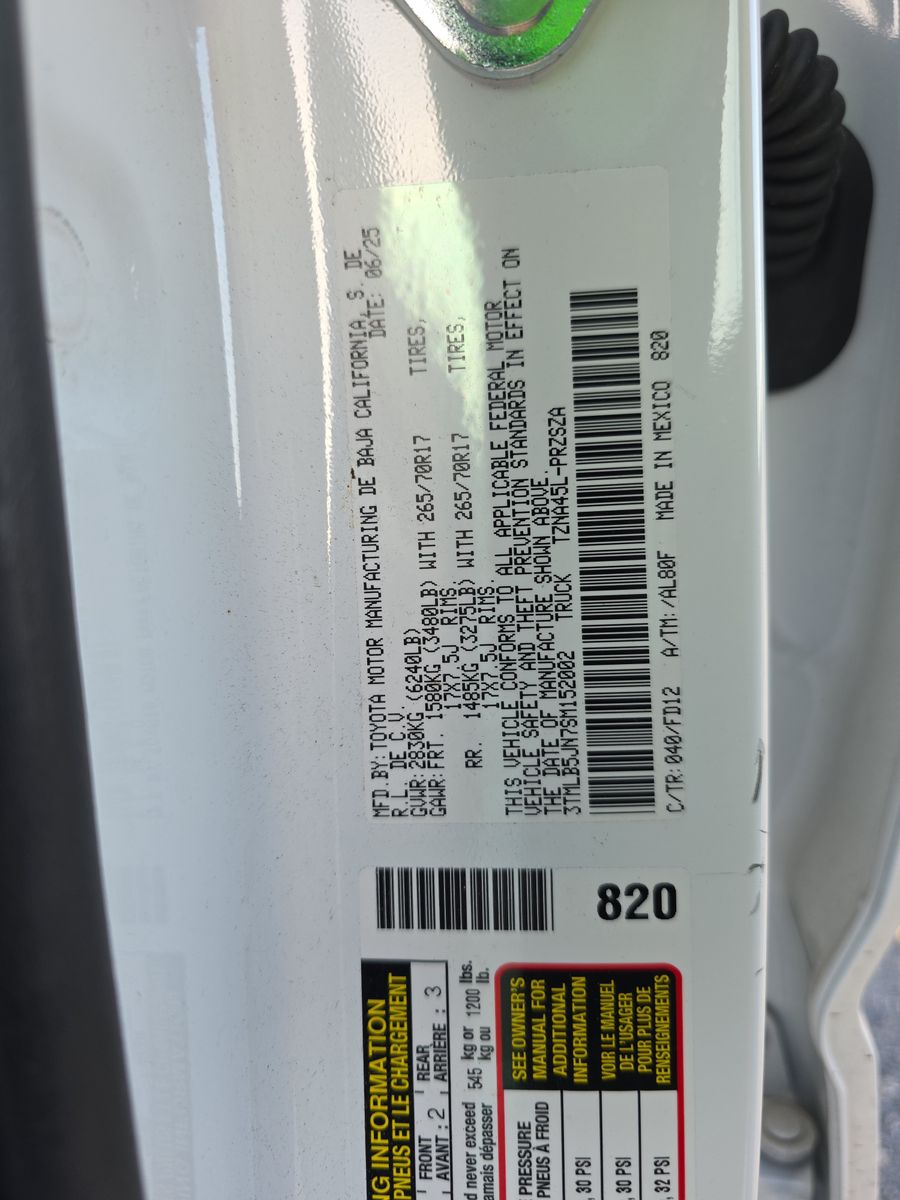 MFD.BY:TOYOTA MOTOR MANUFACTURING DE BAJA CALIFORNIA, S. DE
R.L. DE C.V. DATE: 06/25
GVWR:2830KG (6240LB)
GAWR:FRT. 1580KG (3480LB) WITH 265/70R17 TIRES,
17X7.5J RIMS.
RR. 1485KG (3275LB) WITH 265/70R17 TIRES,
17X7.5J RIMS.
THIS VEHICLE CONFORMS TO ALL APPLICABLE FEDERAL MOTOR
VEHICLE SAFETY AND THEFT PREVENTION STANDARDS IN EFFECT ON
THE DATE OF MANUFACTURE SHOWN ABOVE.
3TMLB5JN7SM152002 TRUCK TZNA45L-PRZSZA
C/TR:040/FD12 A/TM:/AL80F MADE IN MEXICO 820
820
INFORMATION
PNEUS ET LE CHARGEMENT
FRONT REAR
AVANT : 2 ARRIÈRE : 3
never exceed 545 kg or 1200 lbs.
jamais dépasser kg ou lb.
SEE OWNER'S
MANUAL FOR
ADDITIONAL
INFORMATION
VOIR LE MANUEL
DE L'USAGER
POUR PLUS DE
RENSEIGNEMENTS
PRESSURE
PNEUS À FROID
30 PSI
30 PSI
32 PSI